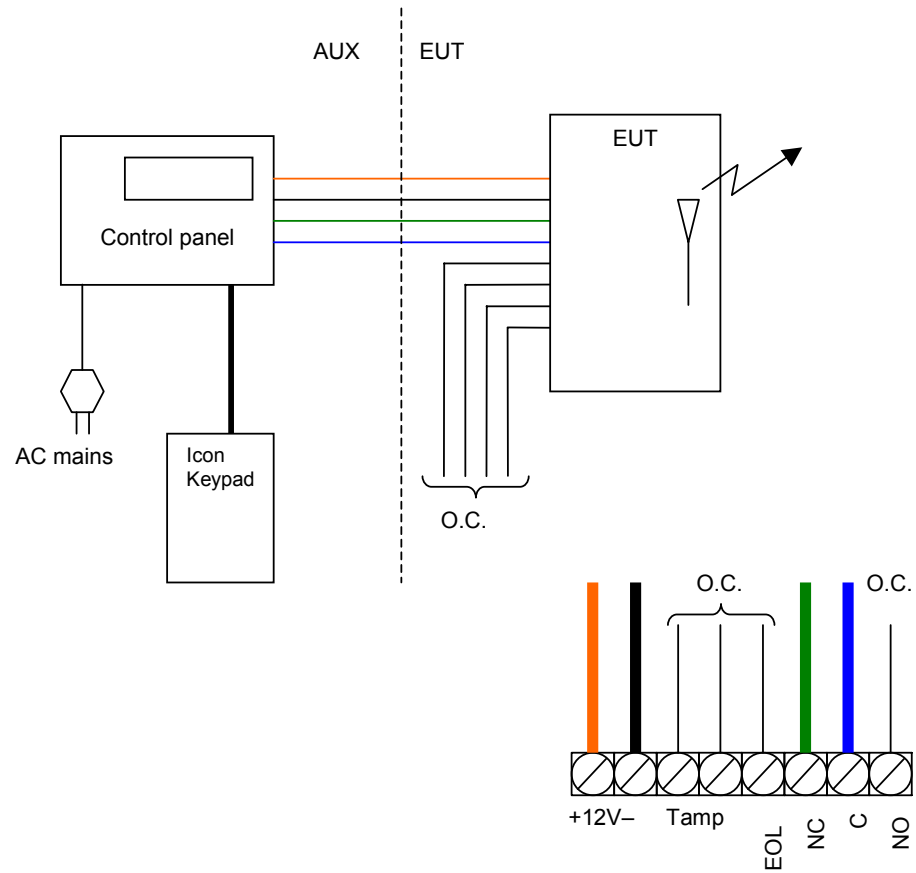 AUX
EUT
EUT
Control panel
AC mains
Icon
Keypad
O.C.
O.C.
O.C.
+12V–
Tamp
EOL
NC
C
NO